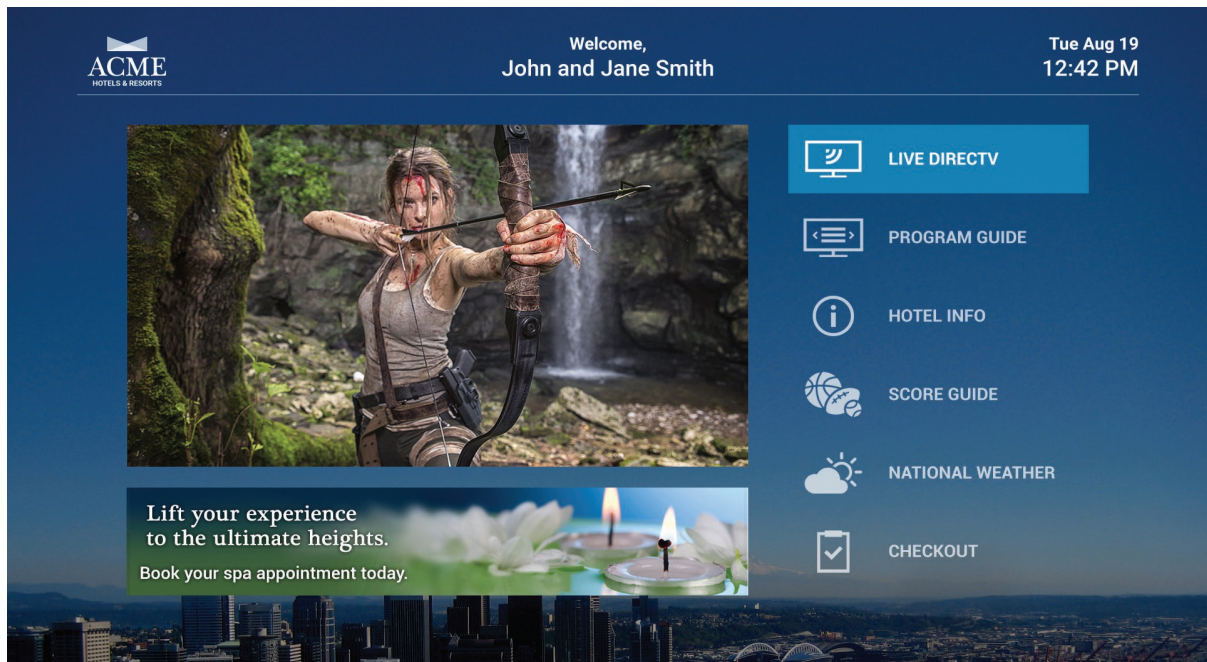 ACME
HOTELS & RESORTS
Welcome,
John and Jane Smith
Tue Aug 19
12:42 PM
LIVE DIRECTV
PROGRAM GUIDE
HOTEL INFO
SCORE GUIDE
NATIONAL WEATHER
CHECKOUT
Lift your experience
to the ultimate heights.
Book your spa appointment today.